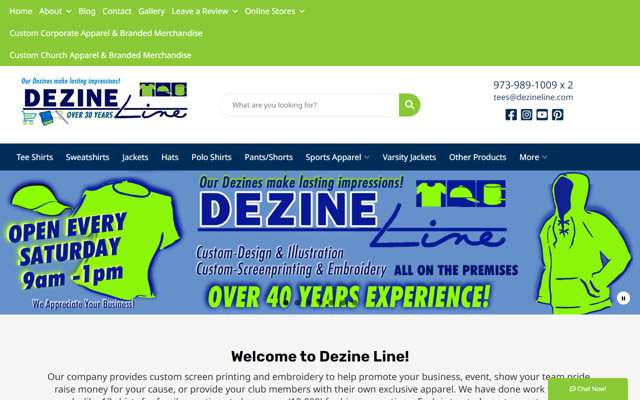 Home About Blog Contact Gallery Leave a Review Online Stores
Custom Corporate Apparel & Branded Merchandise
Custom Church Apparel & Branded Merchandise
Our Dezines make lasting impressions!
DEZINE Line
OVER 30 YEARS
What are you looking for?
973-989-1009 x 2
tees@dezineline.com
Tee Shirts Sweatshirts Jackets Hats Polo Shirts Pants/Shorts Sports Apparel Varsity Jackets Other Products More
Our Dezines make lasting impressions!
DEZINE Line
OPEN EVERY
SATURDAY
9am -1pm
We Appreciate Your Business!
Custom-Design & Illustration
Custom-Screenprinting & Embroidery ALL ON THE PREMISES
OVER 40 YEARS EXPERIENCE!
Welcome to Dezine Line!
Our company provides custom screen printing and embroidery to help promote your business, event, show your team pride,
raise money for your cause, or provide your club members with their own exclusive apparel. We have done work
Chat Now!